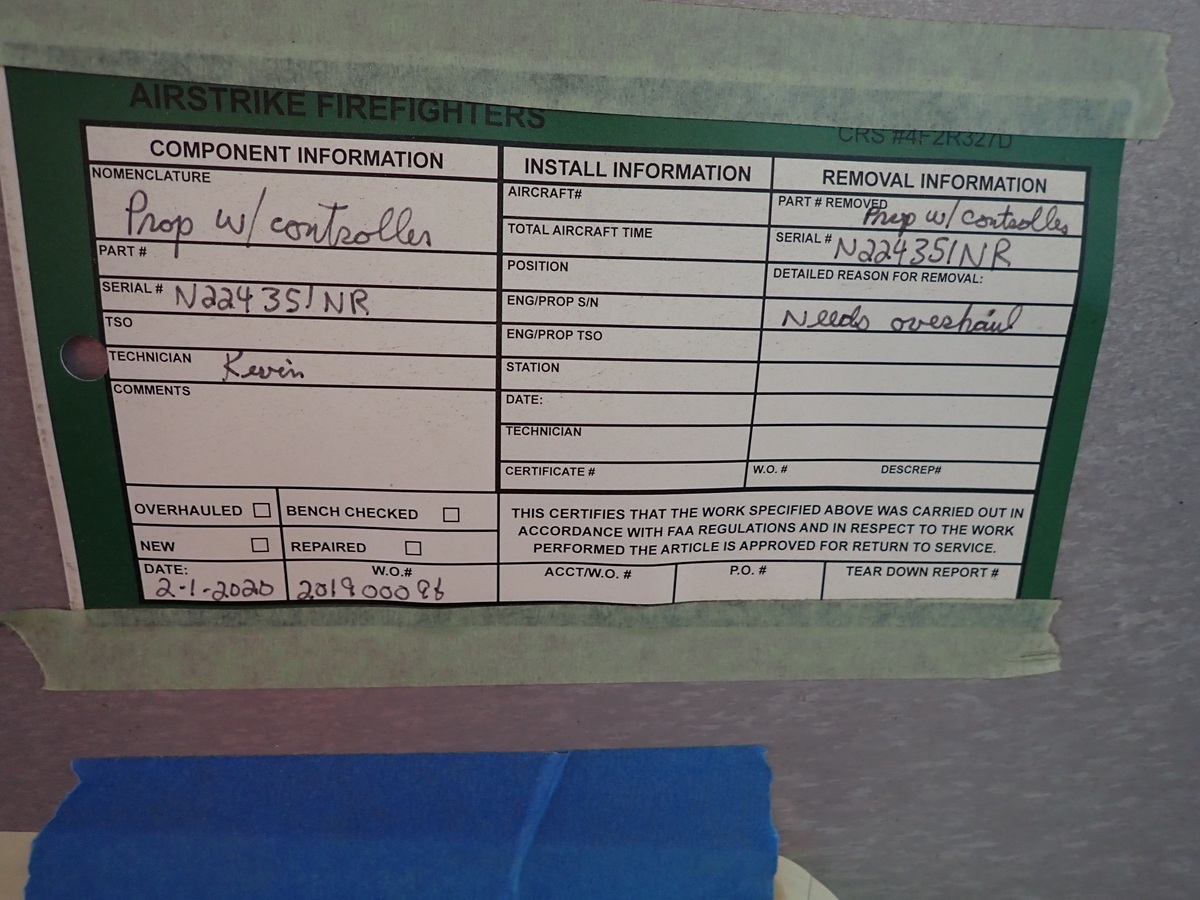 AIRSTRIKE FIREFIGHTERS
CRS #4F2R327D
COMPONENT INFORMATION
NOMENCLATURE
Prop w/ controller
PART #
SERIAL # N224351NR
TSO
TECHNICIAN Kevin
COMMENTS
OVERHAULED
BENCH CHECKED
NEW
REPAIRED
DATE:
2-1-2020
W.O.#
201900096
INSTALL INFORMATION
AIRCRAFT#
TOTAL AIRCRAFT TIME
POSITION
ENG/PROP S/N
ENG/PROP TSO
STATION
DATE:
TECHNICIAN
CERTIFICATE #
REMOVAL INFORMATION
PART # REMOVED Prop w/ controller
SERIAL # N224351NR
DETAILED REASON FOR REMOVAL:
Needs overhaul
W.O. # DESCREP#
THIS CERTIFIES THAT THE WORK SPECIFIED ABOVE WAS CARRIED OUT IN
ACCORDANCE WITH FAA REGULATIONS AND IN RESPECT TO THE WORK
PERFORMED THE ARTICLE IS APPROVED FOR RETURN TO SERVICE.
ACCT/W.O. #
P.O. #
TEAR DOWN REPORT #